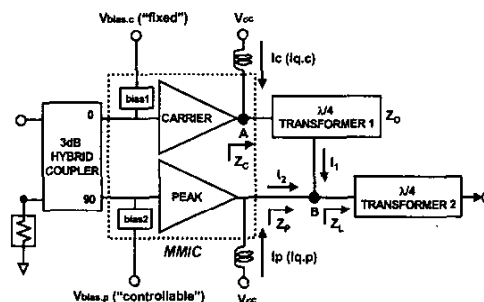 Vbias.c ("fixed")
Vcc
Ic (Iq.c)
bias1
0
CARRIER
A
λ/4
TRANSFORMER 1
ZO
3dB
HYBRID
COUPLER
ZC
I1
I2
90
PEAK
B
λ/4
TRANSFORMER 2
bias2
ZP
ZL
MMIC
Ip (Iq.p)
Vbias.p ("controllable")
Vcc